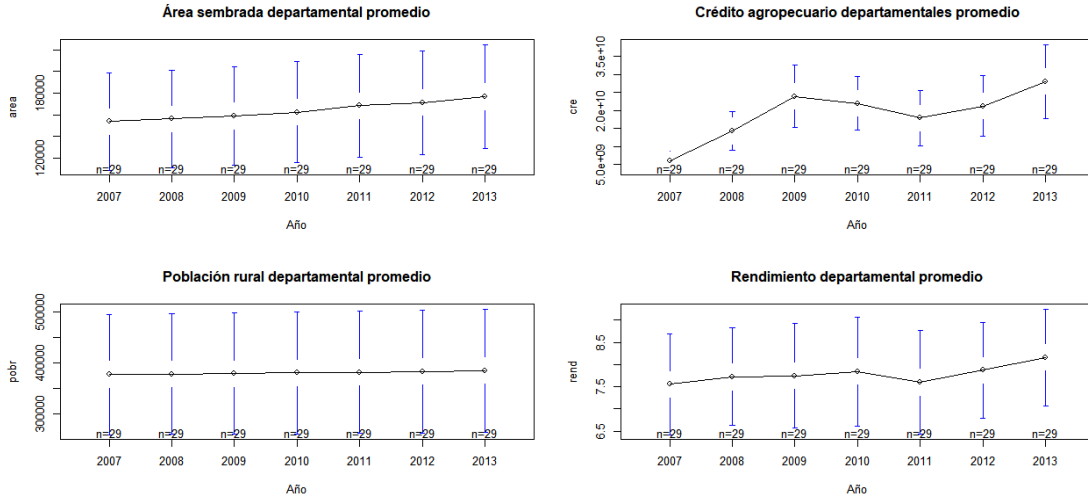 Área sembrada departamental promedio
area
180000
120000
n=29 n=29 n=29 n=29 n=29 n=29 n=29
2007 2008 2009 2010 2011 2012 2013
Año
Crédito agropecuario departamentales promedio
cre
3.5e+10
2.0e+10
5.0e+09
n=29 n=29 n=29 n=29 n=29 n=29 n=29
2007 2008 2009 2010 2011 2012 2013
Año
Población rural departamental promedio
pobr
500000
400000
300000
n=29 n=29 n=29 n=29 n=29 n=29 n=29
2007 2008 2009 2010 2011 2012 2013
Año
Rendimiento departamental promedio
rend
8.5
7.5
6.5
n=29 n=29 n=29 n=29 n=29 n=29 n=29
2007 2008 2009 2010 2011 2012 2013
Año